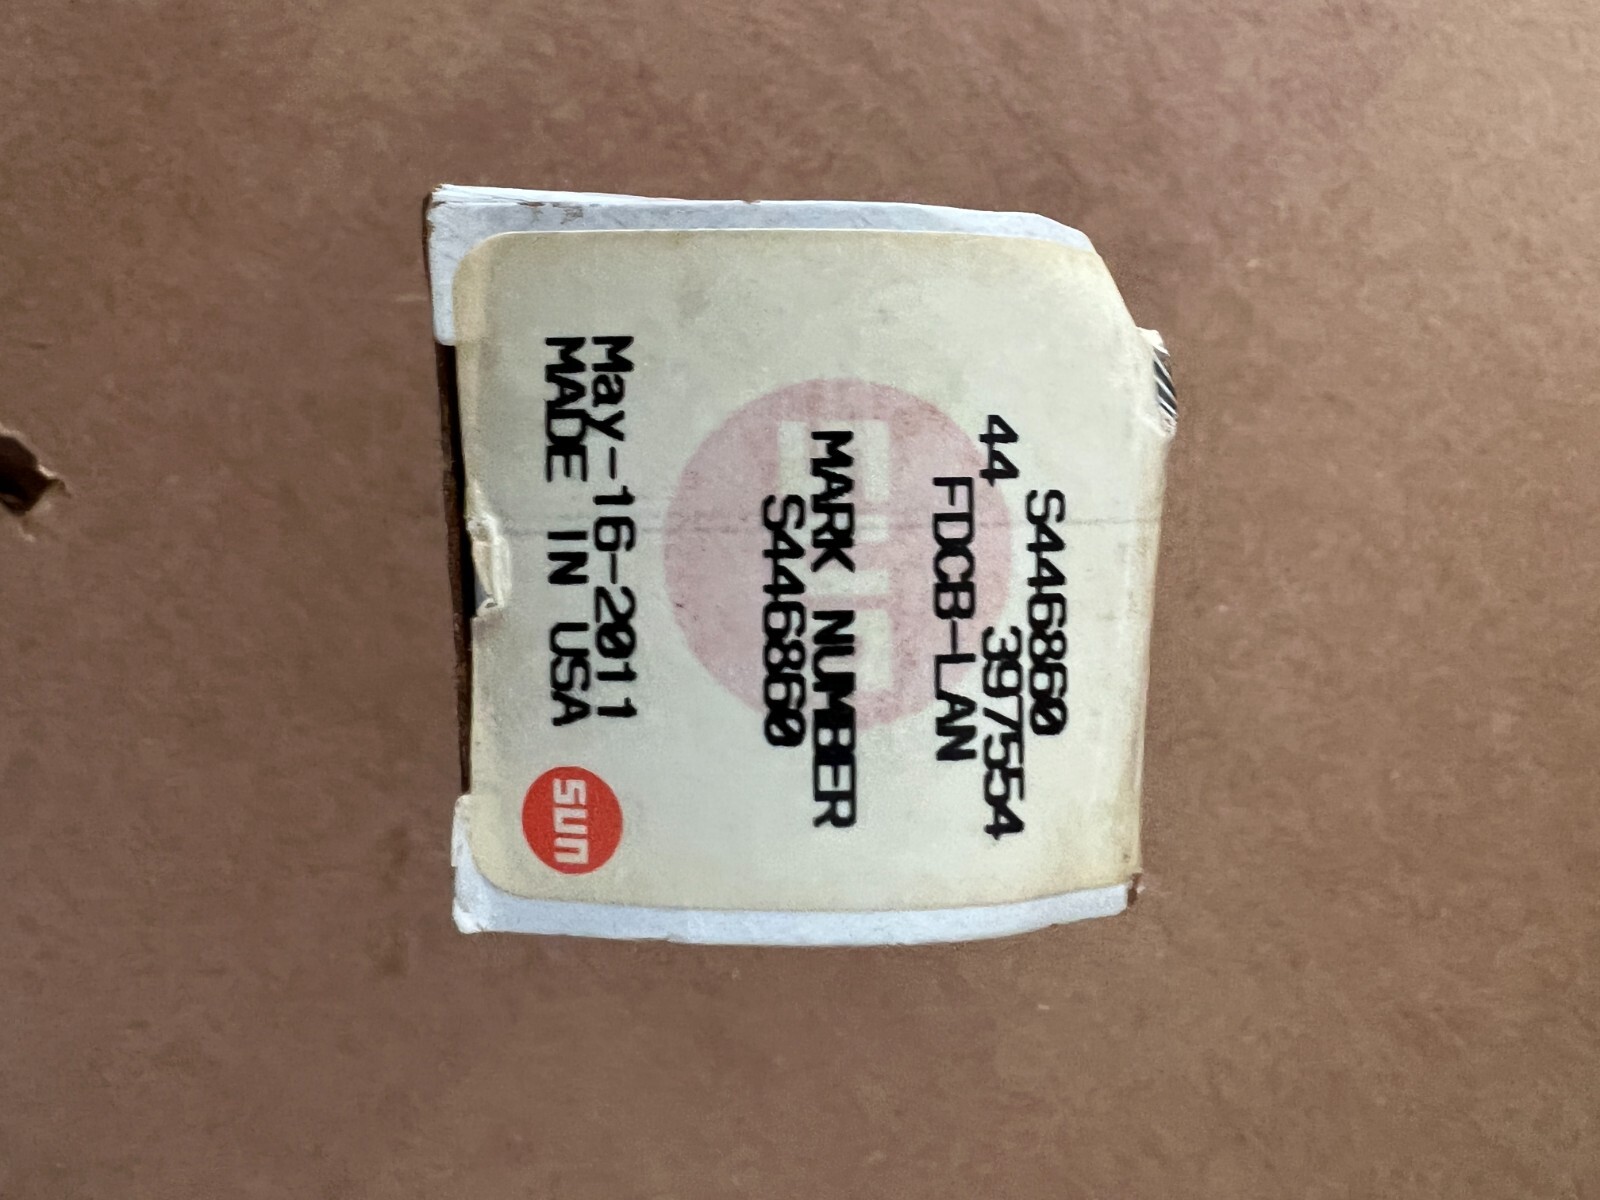 S446860
44 397554
FDCB-LAN
MARK NUMBER
S446860
May-16-2011
MADE IN USA
sun